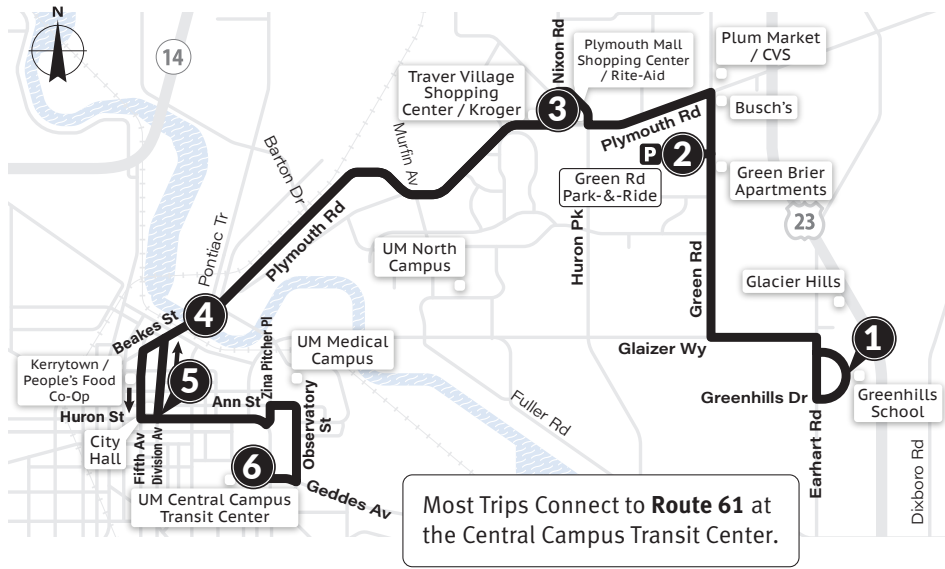 N
14
Nixon Rd
Plymouth Mall
Shopping Center
/ Rite-Aid
Plum Market
/ CVS
Traver Village
Shopping
Center / Kroger
3
Busch's
Plymouth Rd
Murfin Av
Barton Dr
P
2
Green Rd
Park-&-Ride
Green Brier
Apartments
23
Pontiac Tr
Plymouth Rd
UM North
Campus
Huron Pk
Green Rd
Glacier Hills
4
Beakes St
Zina Pitcher Pl
UM Medical
Campus
Glaizer Wy
1
Kerrytown /
People's Food
Co-Op
5
Ann St
Observatory
St
Fuller Rd
Greenhills Dr
Greenhills
School
Huron St
City
Hall
Fifth Av
Division Av
6
UM Central Campus
Transit Center
Geddes Av
Earhart Rd
Dixboro Rd
Most Trips Connect to Route 61 at
the Central Campus Transit Center.